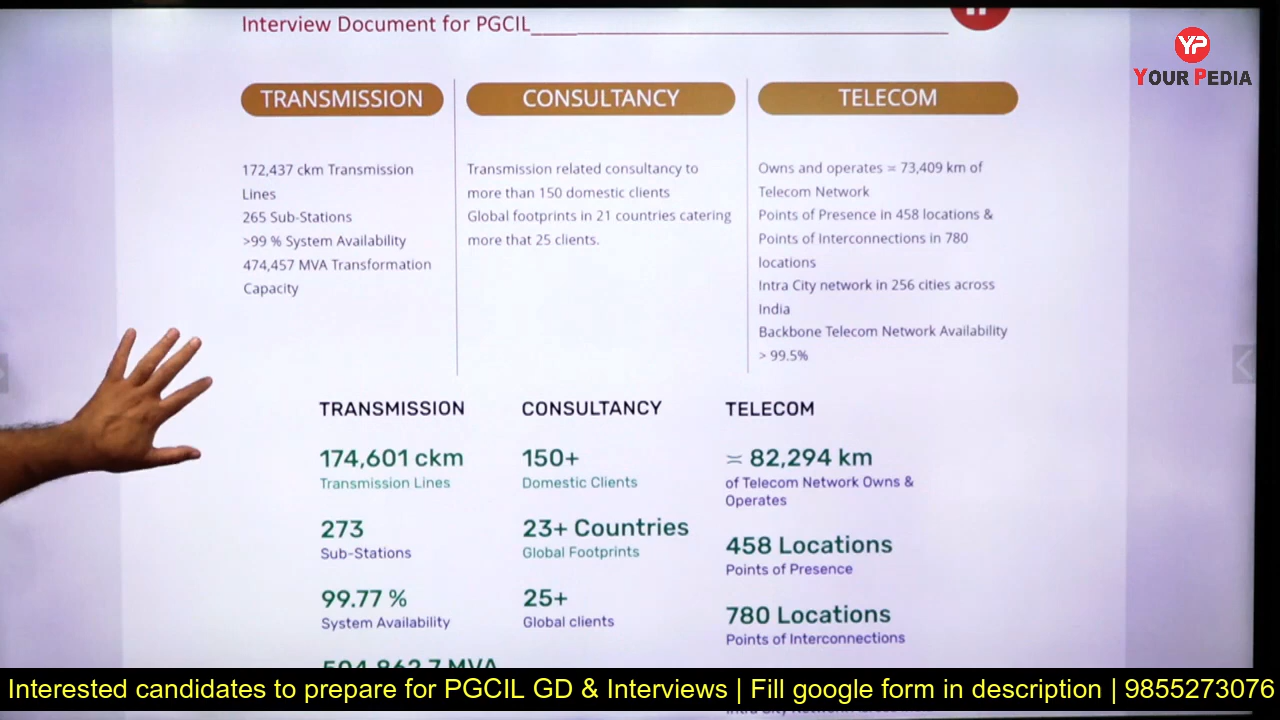 Interview Document for PGCIL
YP
YOUR PEDIA
TRANSMISSION
172,437 ckm Transmission
Lines
265 Sub-Stations
>99 % System Availability
474,457 MVA Transformation
Capacity
CONSULTANCY
Transmission related consultancy to
more than 150 domestic clients
Global footprints in 21 countries catering
more that 25 clients.
TELECOM
Owns and operates ≍ 73,409 km of
Telecom Network
Points of Presence in 458 locations &
Points of Interconnections in 780
locations
Intra City network in 256 cities across
India
Backbone Telecom Network Availability
> 99.5%
TRANSMISSION
174,601 ckm
Transmission Lines
273
Sub-Stations
99.77 %
System Availability
504,862.7 MVA
CONSULTANCY
150+
Domestic Clients
23+ Countries
Global Footprints
25+
Global clients
TELECOM
≍ 82,294 km
of Telecom Network Owns &
Operates
458 Locations
Points of Presence
780 Locations
Points of Interconnections
Interested candidates to prepare for PGCIL GD & Interviews | Fill google form in description | 9855273076